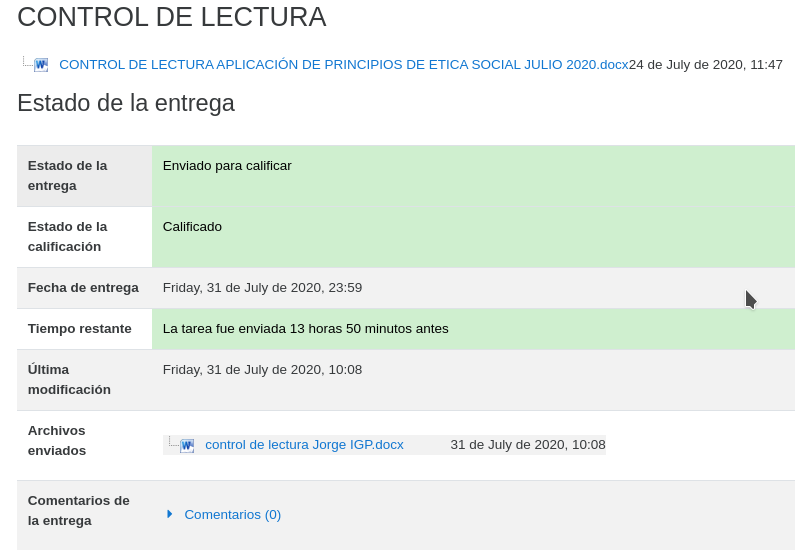 CONTROL DE LECTURA
CONTROL DE LECTURA APLICACIÓN DE PRINCIPIOS DE ETICA SOCIAL JULIO 2020.docx24 de July de 2020, 11:47
Estado de la entrega
Estado de la
entrega
Enviado para calificar
Estado de la
calificación
Calificado
Fecha de entrega
Friday, 31 de July de 2020, 23:59
Tiempo restante
La tarea fue enviada 13 horas 50 minutos antes
Última
modificación
Friday, 31 de July de 2020, 10:08
Archivos
enviados
control de lectura Jorge IGP.docx 31 de July de 2020, 10:08
Comentarios de
la entrega
Comentarios (0)